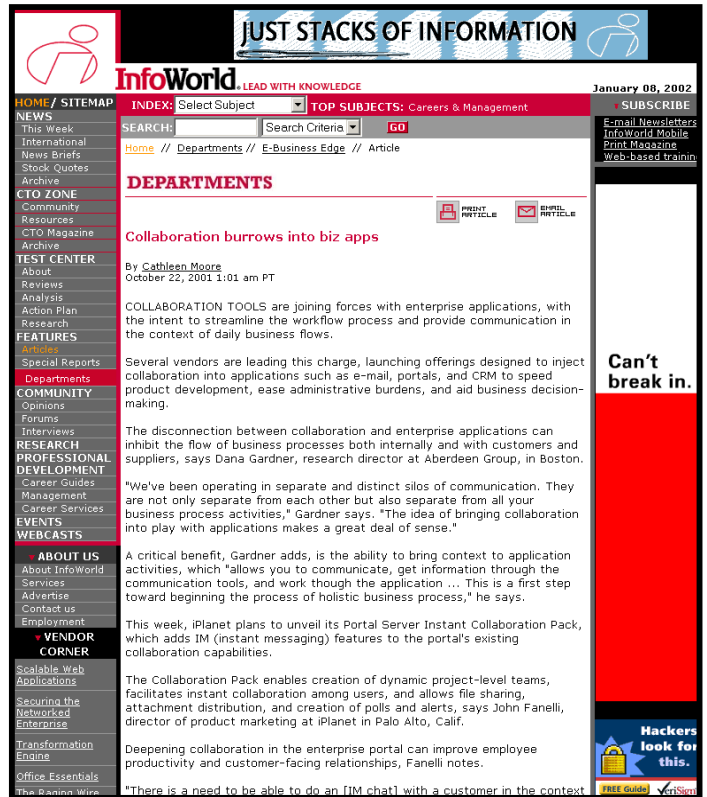 JUST STACKS OF INFORMATION
InfoWorld. LEAD WITH KNOWLEDGE
January 08, 2002
HOME/ SITEMAP
NEWS
This Week
International
News Briefs
Stock Quotes
Archive
CTO ZONE
Community
Resources
CTO Magazine
Archive
TEST CENTER
About
Reviews
Analysis
Action Plan
Research
FEATURES
Articles
Special Reports
Departments
COMMUNITY
Opinions
Forums
Interviews
RESEARCH
PROFESSIONAL
DEVELOPMENT
Career Guides
Management
Career Services
EVENTS
WEBCASTS
ABOUT US
About InfoWorld
Services
Advertise
Contact us
Employment
VENDOR
CORNER
Scalable Web
Applications
Securing the
Networked
Enterprise
Transformation
Engine
Office Essentials
The Raging Wire
INDEX: Select Subject TOP SUBJECTS: Careers & Management
SEARCH: Search Criteria GO
Home // Departments // E-Business Edge // Article
DEPARTMENTS
PRINT
ARTICLE
EMAIL
ARTICLE
Collaboration burrows into biz apps
By Cathleen Moore
October 22, 2001 1:01 am PT
COLLABORATION TOOLS are joining forces with enterprise applications, with
the intent to streamline the workflow process and provide communication in
the context of daily business flows.
Several vendors are leading this charge, launching offerings designed to inject
collaboration into applications such as e-mail, portals, and CRM to speed
product development, ease administrative burdens, and aid business decision-
making.
The disconnection between collaboration and enterprise applications can
inhibit the flow of business processes both internally and with customers and
suppliers, says Dana Gardner, research director at Aberdeen Group, in Boston.
"We've been operating in separate and distinct silos of communication. They
are not only separate from each other but also separate from all your
business process activities," Gardner says. "The idea of bringing collaboration
into play with applications makes a great deal of sense."
A critical benefit, Gardner adds, is the ability to bring context to application
activities, which "allows you to communicate, get information through the
communication tools, and work though the application ... This is a first step
toward beginning the process of holistic business process," he says.
This week, iPlanet plans to unveil its Portal Server Instant Collaboration Pack,
which adds IM (instant messaging) features to the portal's existing
collaboration capabilities.
The Collaboration Pack enables creation of dynamic project-level teams,
facilitates instant collaboration among users, and allows file sharing,
attachment distribution, and creation of polls and alerts, says John Fanelli,
director of product marketing at iPlanet in Palo Alto, Calif.
Deepening collaboration in the enterprise portal can improve employee
productivity and customer-facing relationships, Fanelli notes.
"There is a need to be able to do an [IM chat] with a customer in the context
SUBSCRIBE
E-mail Newsletters
InfoWorld Mobile
Print Magazine
Web-based trainin
Can't
break in.
Hackers
look for
this.
FREE Guide VeriSign